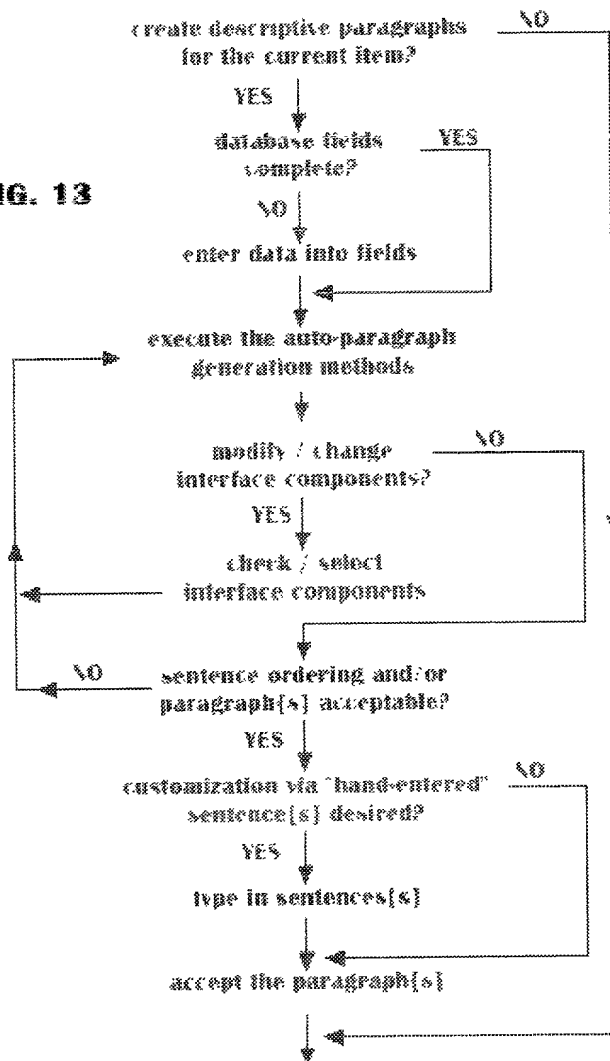 create descriptive paragraphs
NO
for the current item?
YES
database fields
YES
complete?
IG. 13
NO
enter data into fields
execute the auto-paragraph
generation methods
modify / change
NO
interface components?
YES
check / select
interface components
NO
sentence ordering and/or
paragraph[s] acceptable?
YES
customization via "hand-entered"
NO
sentence[s] desired?
YES
type in sentences[s]
accept the paragraph[s]